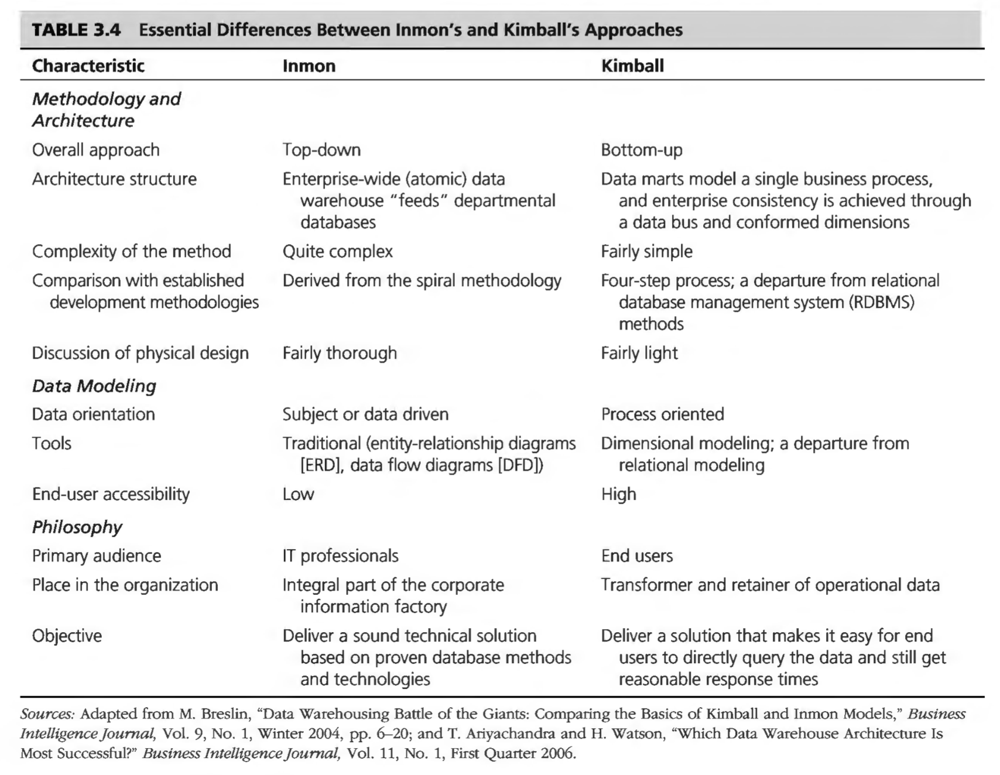 TABLE 3.4 Essential Differences Between Inmon's and Kimball's Approaches
Characteristic Inmon Kimball
Methodology and
Architecture
Overall approach Top-down Bottom-up
Architecture structure Enterprise-wide (atomic) data Data marts model a single business process,
warehouse "feeds" departmental and enterprise consistency is achieved through
databases a data bus and conformed dimensions
Complexity of the method Quite complex Fairly simple
Comparison with established Derived from the spiral methodology Four-step process; a departure from relational
development methodologies database management system (RDBMS)
methods
Discussion of physical design Fairly thorough Fairly light
Data Modeling
Data orientation Subject or data driven Process oriented
Tools Traditional (entity-relationship diagrams Dimensional modeling; a departure from
[ERD], data flow diagrams [DFD]) relational modeling
End-user accessibility Low High
Philosophy
Primary audience IT professionals End users
Place in the organization Integral part of the corporate Transformer and retainer of operational data
information factory
Objective Deliver a sound technical solution Deliver a solution that makes it easy for end
based on proven database methods users to directly query the data and still get
and technologies reasonable response times
Sources: Adapted from M. Breslin, “Data Warehousing Battle of the Giants: Comparing the Basics of Kimball and Inmon Models,” Business
Intelligence Journal, Vol. 9, No. 1, Winter 2004, pp. 6–20; and T. Ariyachandra and H. Watson, “Which Data Warehouse Architecture Is
Most Successful?” Business Intelligence Journal, Vol. 11, No. 1, First Quarter 2006.